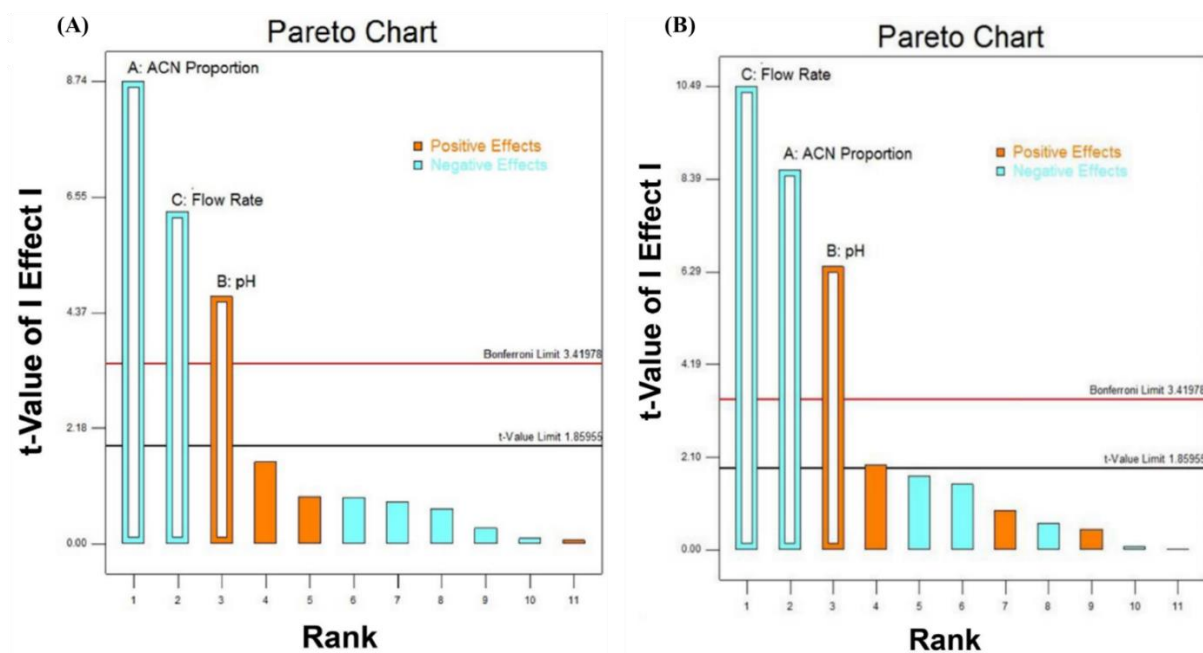 (A)
Pareto Chart
A: ACN Proportion
8.74
Positive Effects
Negative Effects
6.55
C: Flow Rate
B: pH
4.37
Bonferroni Limit 3.41978
2.18
t-Value Limit 1.85955
0.00
t-Value of I Effect I
1 2 3 4 5 6 7 8 9 10 11
Rank
(B)
Pareto Chart
C: Flow Rate
10.49
A: ACN Proportion
Positive Effects
Negative Effects
8.39
B: pH
6.29
4.19
Bonferroni Limit 3.41978
2.10
t-Value Limit 1.85955
0.00
t-Value of I Effect I
1 2 3 4 5 6 7 8 9 10 11
Rank